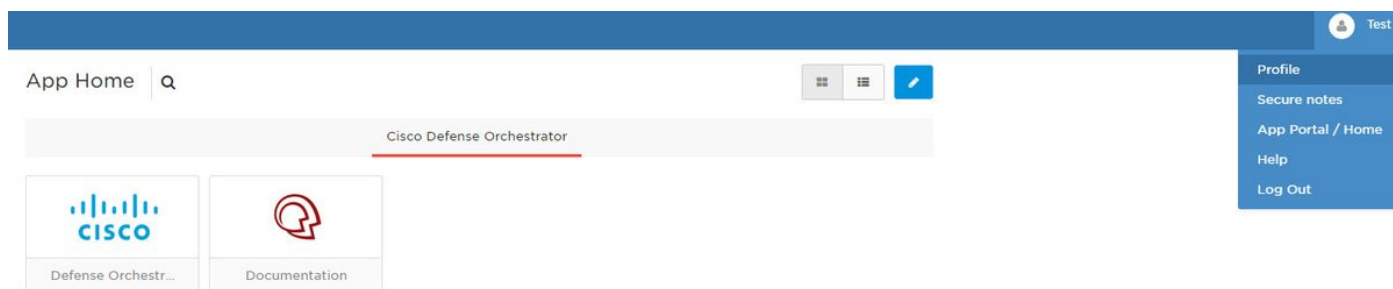 Test
App Home
Profile
Secure notes
App Portal / Home
Help
Log Out
Cisco Defense Orchestrator
CISCO
Defense Orchestr...
Documentation